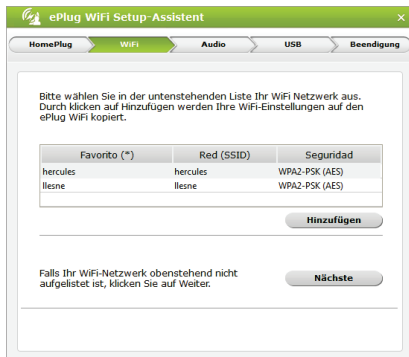 ePlug WiFi Setup-Assistent
HomePlug WiFi Audio USB Beendigung
Bitte wählen Sie in der untenstehenden Liste Ihr WiFi Netzwerk aus.
Durch klicken auf Hinzufügen werden Ihre WiFi-Einstellungen auf den
ePlug WiFi kopiert.
Favorito (*) Red (SSID) Seguridad
hercules hercules WPA2-PSK (AES)
llesne llesne WPA2-PSK (AES)
Hinzufügen
Falls Ihr WiFi-Netzwerk obenstehend nicht
aufgelistet ist, klicken Sie auf Weiter.
Nächste